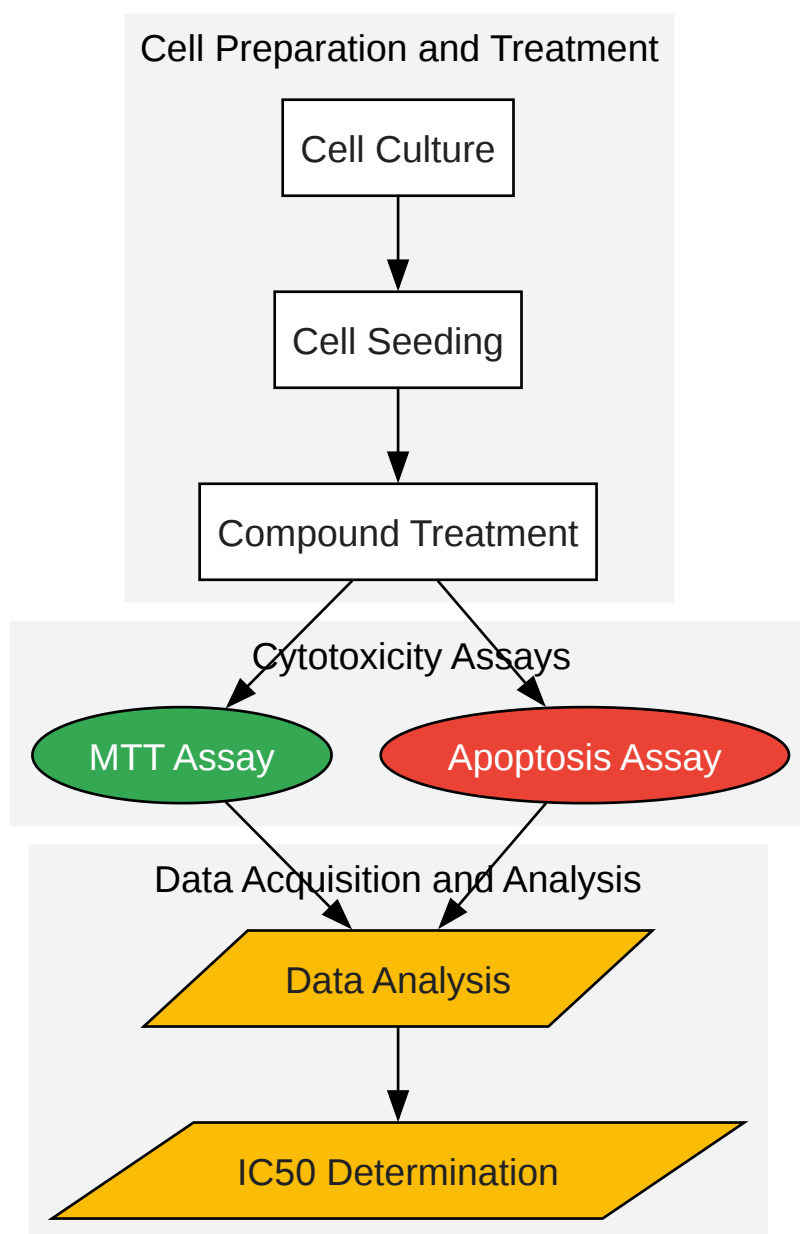 Cell Preparation and Treatment
Cell Culture
Cell Seeding
Compound Treatment
Cytotoxicity Assays
MTT Assay
Apoptosis Assay
Data Acquisition and Analysis
Data Analysis
IC50 Determination